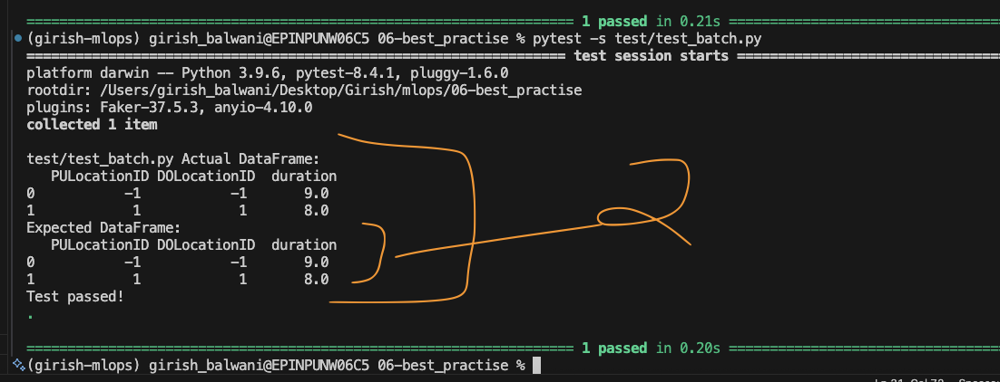 ============ 1 passed in 0.21s ============
(girish-mlops) girish_balwani@EPINPUNW06C5 06-best_practise % pytest -s test/test_batch.py
============ test session starts ============
platform darwin -- Python 3.9.6, pytest-8.4.1, pluggy-1.6.0
rootdir: /Users/girish_balwani/Desktop/Girish/mlops/06-best_practise
plugins: Faker-37.5.3, anyio-4.10.0
collected 1 item
test/test_batch.py Actual DataFrame:
   PULocationID DOLocationID  duration
0            -1           -1       9.0
1             1            1       8.0
Expected DataFrame:
   PULocationID DOLocationID  duration
0            -1           -1       9.0
1             1            1       8.0
2
Test passed!
.
============ 1 passed in 0.20s ============
(girish-mlops) girish_balwani@EPINPUNW06C5 06-best_practise %